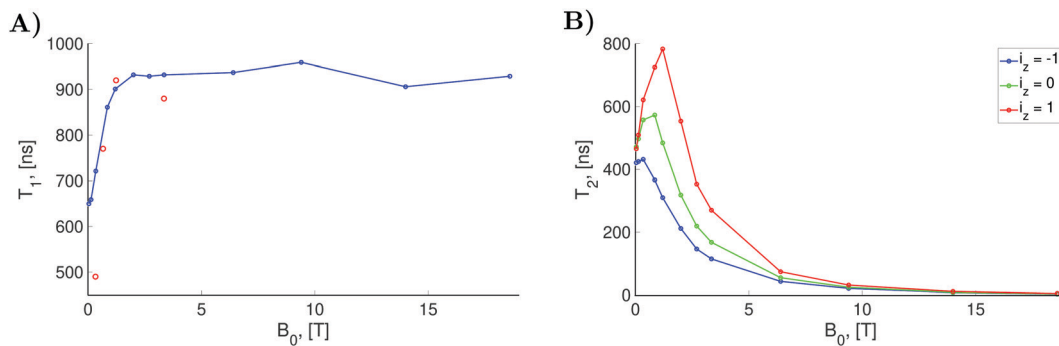 A)
T1, [ns]
1000
900
800
700
600
500
0
5
10
15
B0, [T]
B)
T2, [ns]
800
600
400
200
0
0
5
10
15
B0, [T]
iz = -1
iz = 0
iz = 1